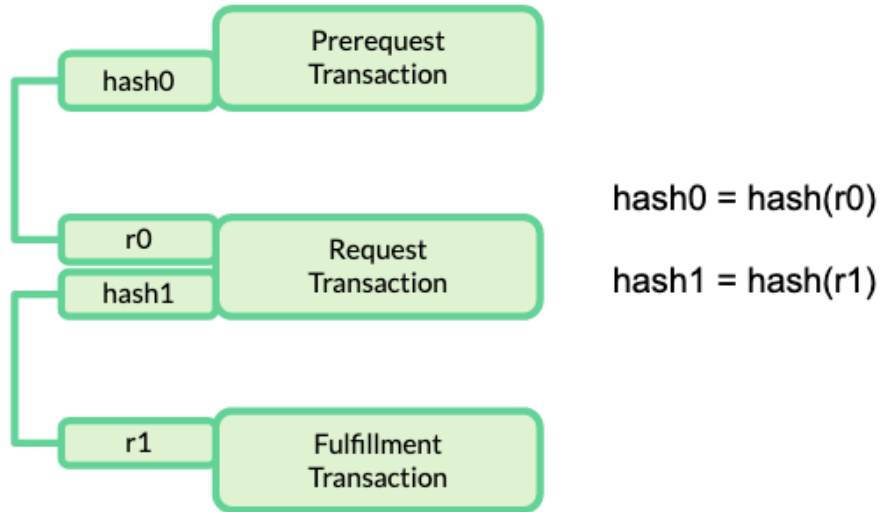 Prerequest
Transaction
hash0
hash0 = hash(r0)
r0
Request
Transaction
hash1
hash1 = hash(r1)
r1
Fulfillment
Transaction